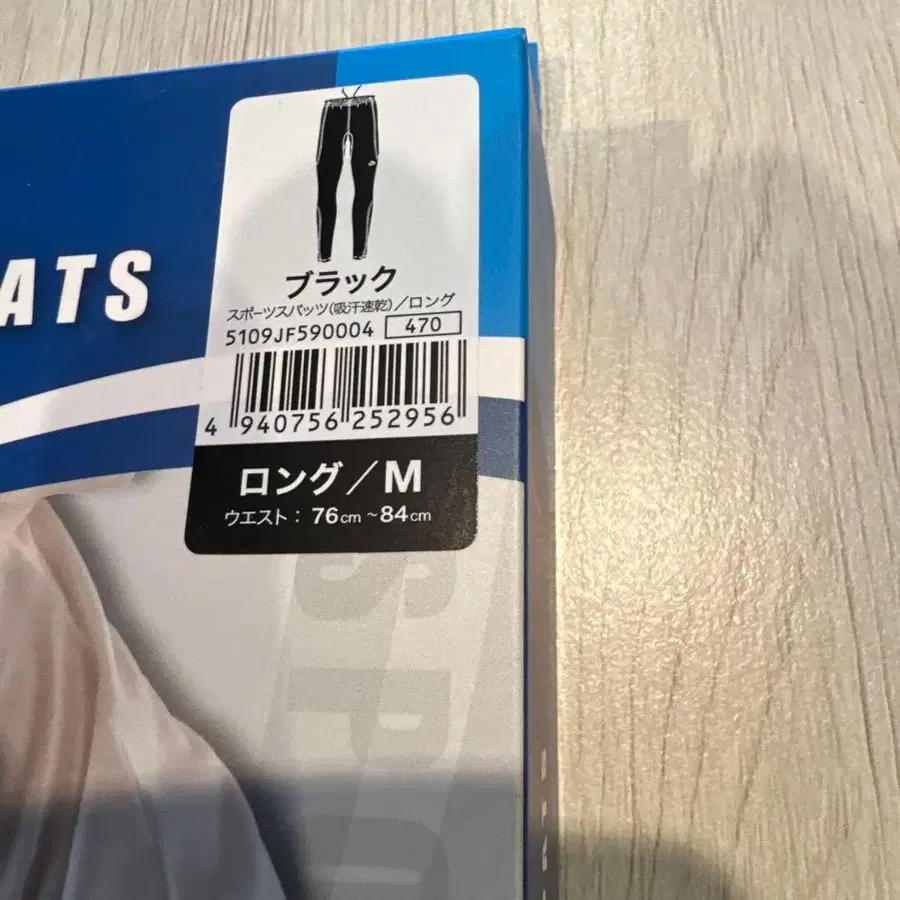 ATS
ブラック
スポーツスパッツ(吸汗速乾)/ロング
5109JF590004 470
4 940756 252956
ロング/M
ウエスト: 76cm ~84cm
SPO